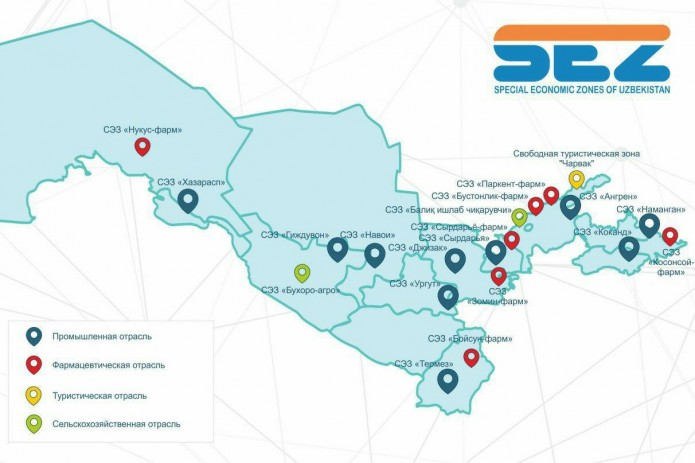 SEZ
SPECIAL ECONOMIC ZONES OF UZBEKISTAN
СЭЗ «Нукус-фарм»
СЭЗ «Хазарасп»
Свободная туристическая зона
"Чарвак"
СЭЗ «Паркент-фарм»
СЭЗ «Бустонлик-фарм»
СЭЗ «Ангрен»
СЭЗ «Балиқ ишлаб чиқарувчи»
СЭЗ «Наманган»
СЭЗ «Сырдарья-фарм»
СЭЗ «Гиждувон»
СЭЗ «Навои»
СЭЗ «Сырдарья»
СЭЗ «Коканд»
СЭЗ «Джизак»
СЭЗ
«Косонсой-
фарм»
СЭЗ «Бухоро-агро»
СЭЗ «Ургут»
СЭЗ
«Зомин-фарм»
СЭЗ «Бойсун-фарм»
СЭЗ «Термез»
Промышленная отрасль
Фармацевтическая отрасль
Туристическая отрасль
Сельскохозяйственная отрасль